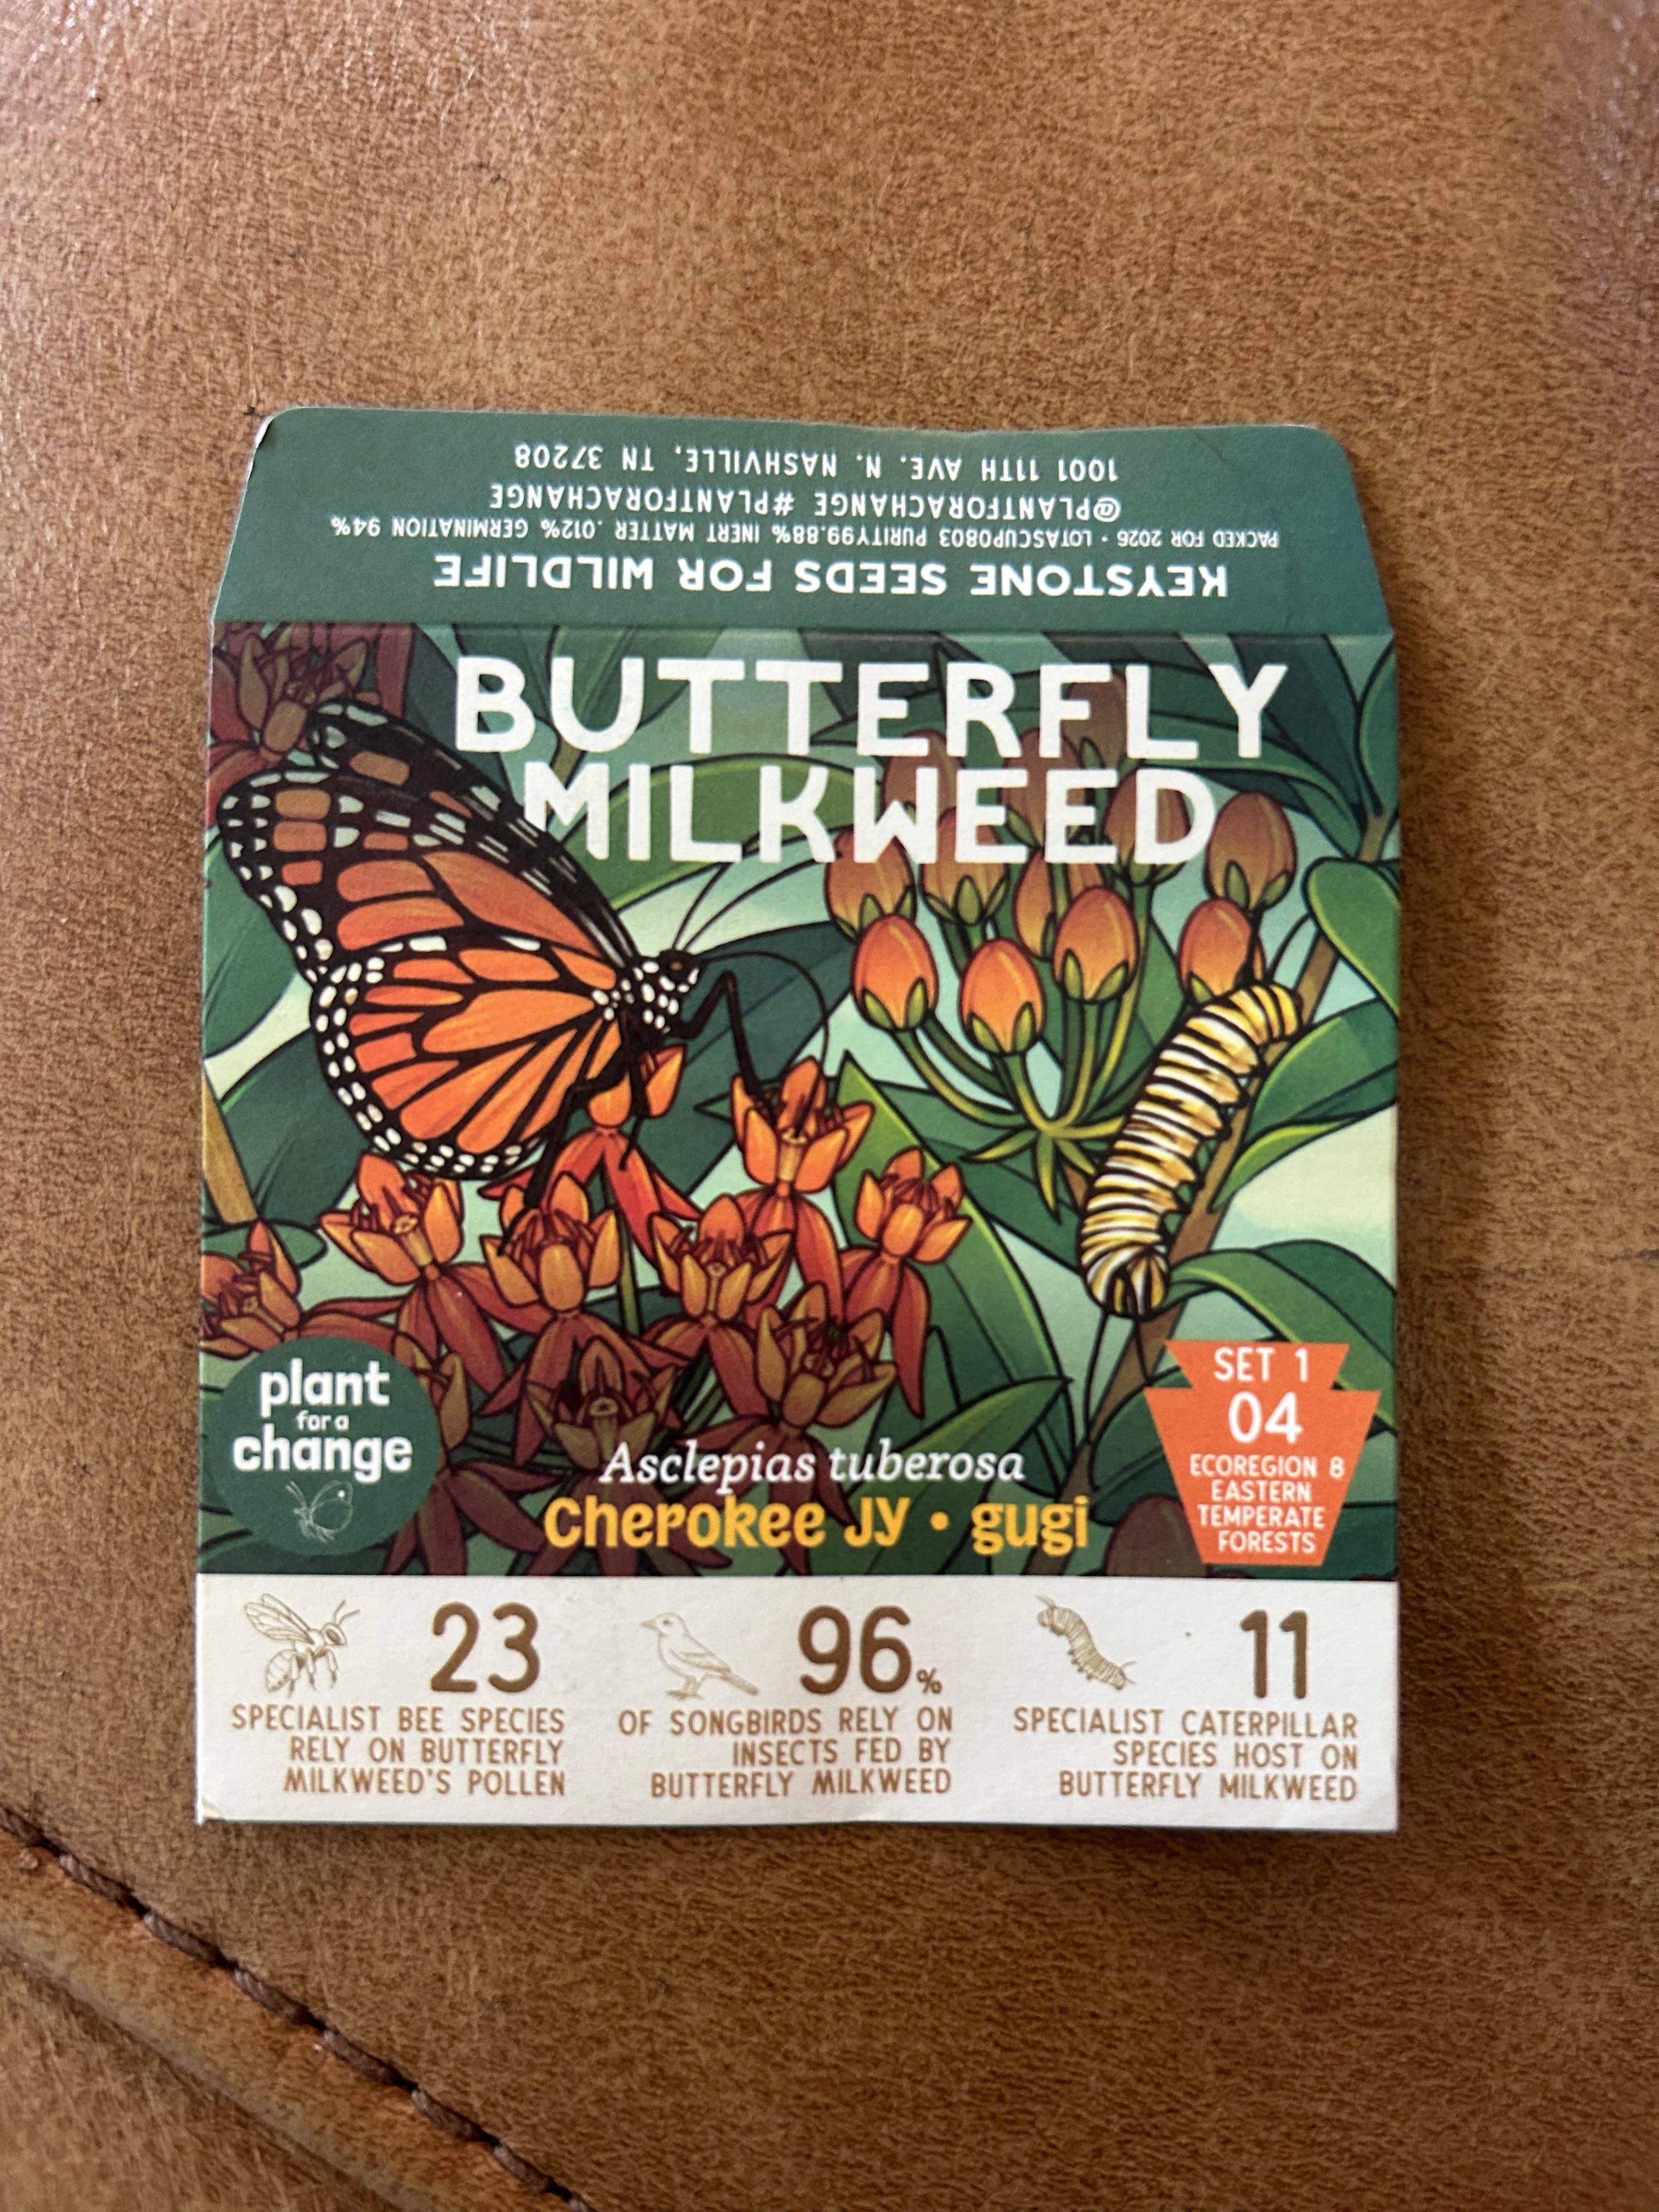 KEYSTONE SEEDS FOR WILDLIFE
PACKED FOR 2026 • LOTASCUP0803 PURITY99.88% INERT MATTER .012% GERMINATION 94%
@PLANTFORACHANGE #PLANTFORACHANGE
1001 11TH AVE. N. NASHVILLE, TN 37208
BUTTERFLY
MILKWEED
plant
for a
change
Asclepias tuberosa
Cherokee JY • gugi
SET 1
04
ECOREGION 8
EASTERN
TEMPERATE
FORESTS
23
SPECIALIST BEE SPECIES
RELY ON BUTTERFLY
MILKWEED'S POLLEN
96%
OF SONGBIRDS RELY ON
INSECTS FED BY
BUTTERFLY MILKWEED
11
SPECIALIST CATERPILLAR
SPECIES HOST ON
BUTTERFLY MILKWEED